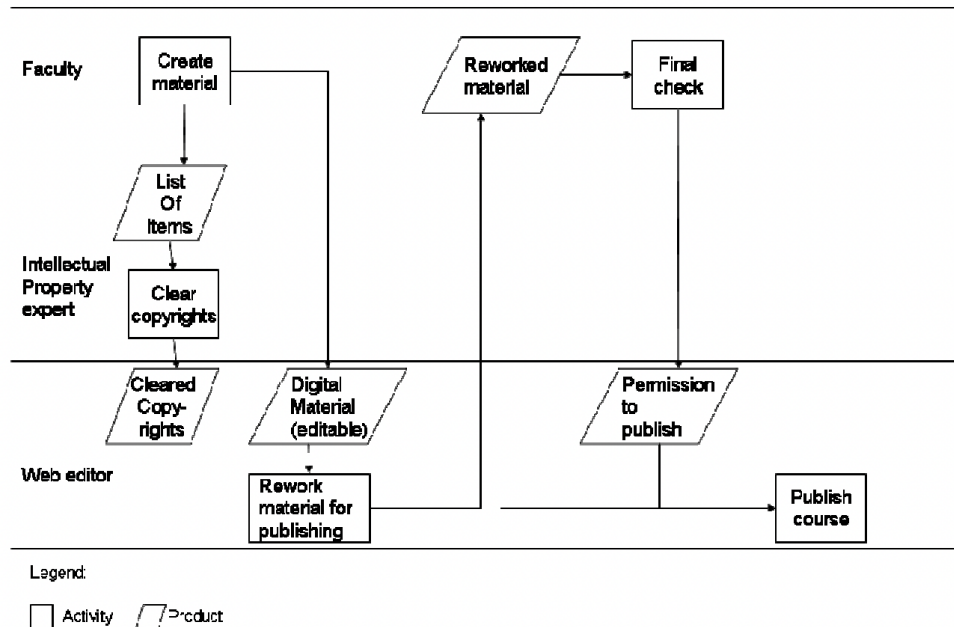 Faculty
Create
material
Reworked
material
Final
check
List
Of
Items
Intellectual
Property
expert
Clear
copyrights
Cleared
Copy-
rights
Digital
Material
(editable)
Permission
to
publish
Web editor
Rework
material for
publishing
Publish
course
Legend:
Activity
Product